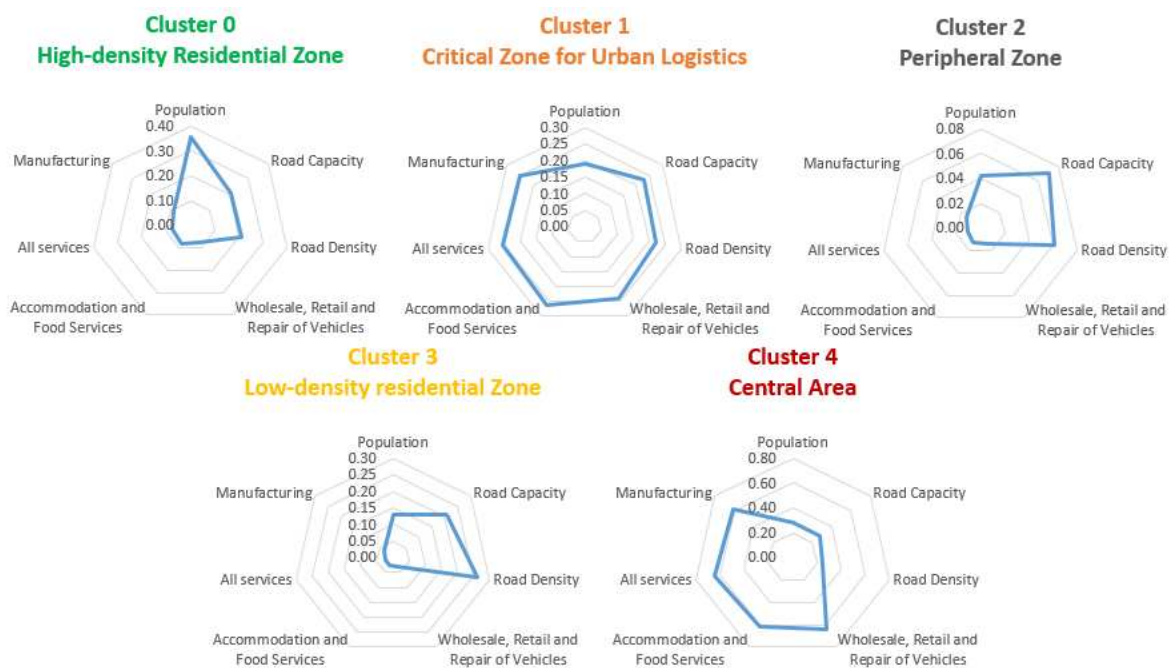 Cluster 0
High-density Residential Zone
Population
0.40
0.30
0.20
0.10
0.00
Manufacturing
Road Capacity
All services
Road Density
Accommodation and
Food Services
Wholesale, Retail and
Repair of Vehicles
Cluster 1
Critical Zone for Urban Logistics
Population
0.30
0.25
0.20
0.15
0.10
0.05
0.00
Manufacturing
Road Capacity
All services
Road Density
Accommodation and
Food Services
Wholesale, Retail and
Repair of Vehicles
Cluster 2
Peripheral Zone
Population
0.08
0.06
0.04
0.02
0.00
Manufacturing
Road Capacity
All services
Road Density
Accommodation and
Food Services
Wholesale, Retail and
Repair of Vehicles
Cluster 3
Low-density residential Zone
Population
0.30
0.25
0.20
0.15
0.10
0.05
0.00
Manufacturing
Road Capacity
All services
Road Density
Accommodation and
Food Services
Wholesale, Retail and
Repair of Vehicles
Cluster 4
Central Area
Population
0.80
0.60
0.40
0.20
0.00
Manufacturing
Road Capacity
All services
Road Density
Accommodation and
Food Services
Wholesale, Retail and
Repair of Vehicles